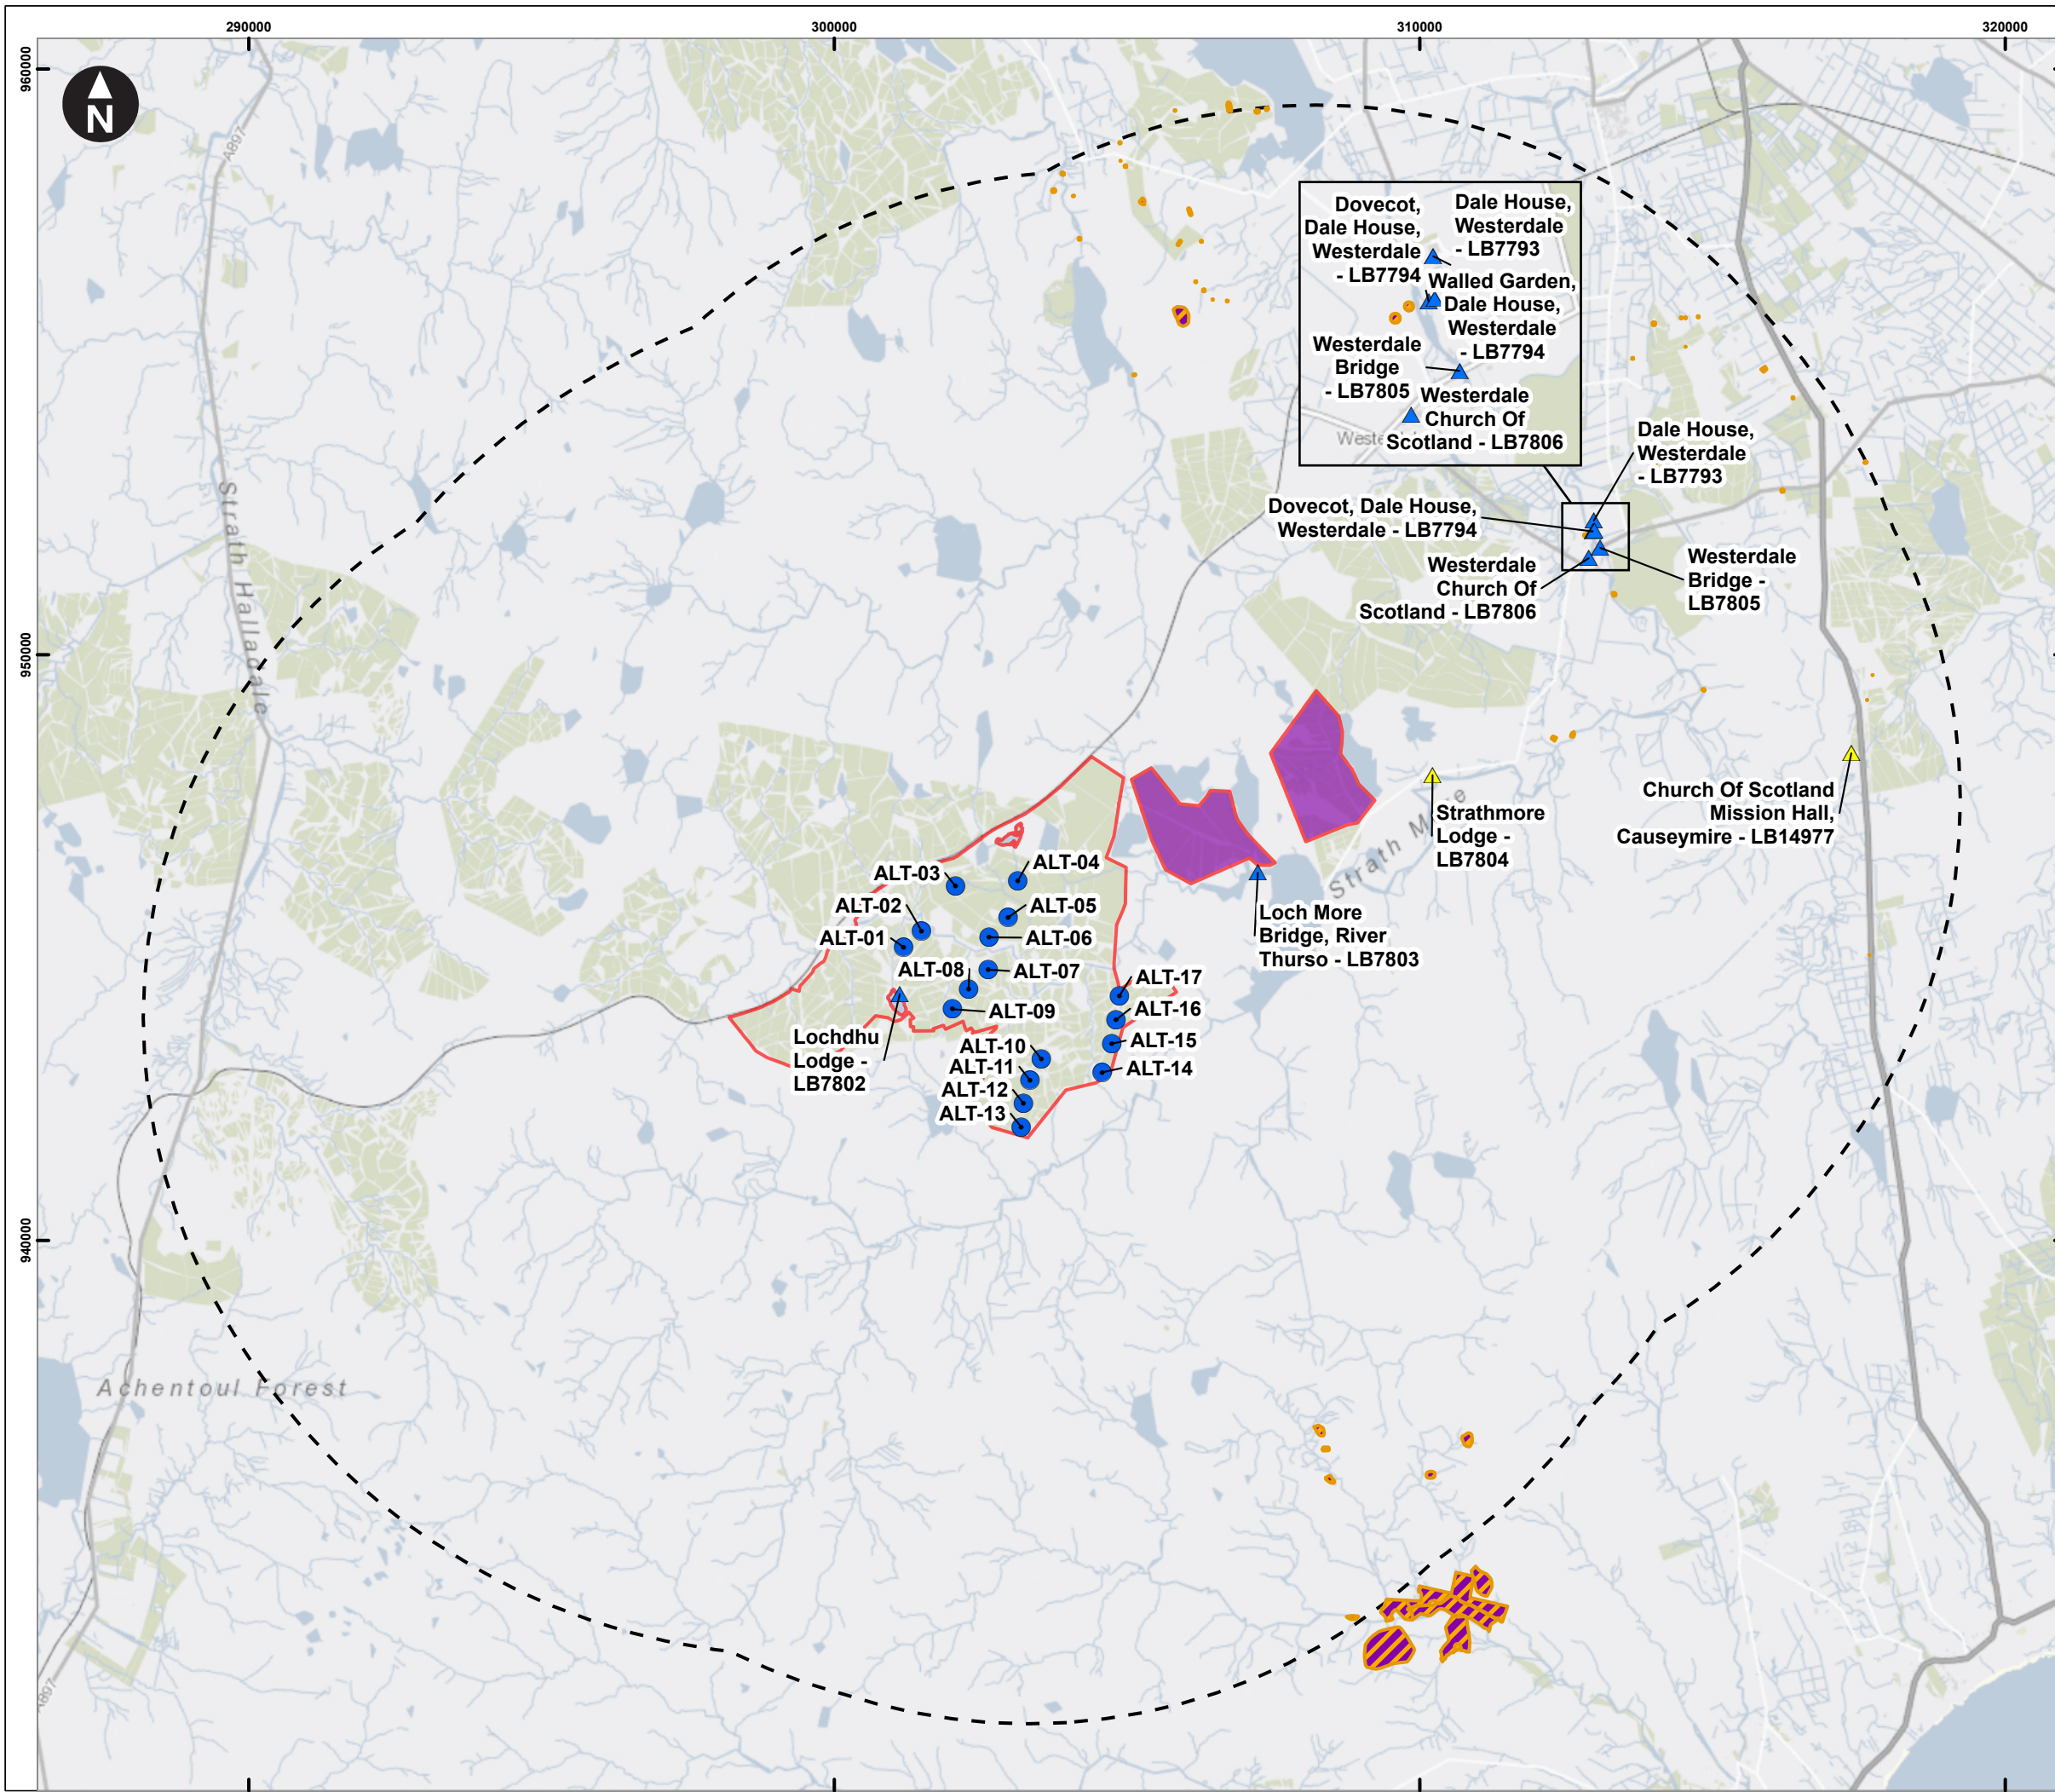 290000
300000
310000
320000
960000
950000
940000
N
A897
Strath Halladale
Dovecot,
Dale House,
Westerdale
- LB7794
Dale House,
Westerdale
- LB7793
Walled Garden,
Dale House,
Westerdale
- LB7794
Westerdale
Bridge
- LB7805
Westerdale
Church Of
Scotland - LB7806
Dale House,
Westerdale
- LB7793
Dovecot, Dale House,
Westerdale - LB7794
Westerdale
Church Of
Scotland - LB7806
Westerdale
Bridge -
LB7805
Church Of Scotland
Mission Hall,
Causeymire - LB14977
Strathmore
Lodge -
LB7804
Loch More
Bridge, River
Thurso - LB7803
ALT-04
ALT-03
ALT-02
ALT-05
ALT-01
ALT-06
ALT-08
ALT-07
ALT-17
ALT-09
ALT-16
Lochdhu
Lodge -
LB7802
ALT-10
ALT-15
ALT-11
ALT-14
ALT-12
ALT-13
Achentoul Forest
A897